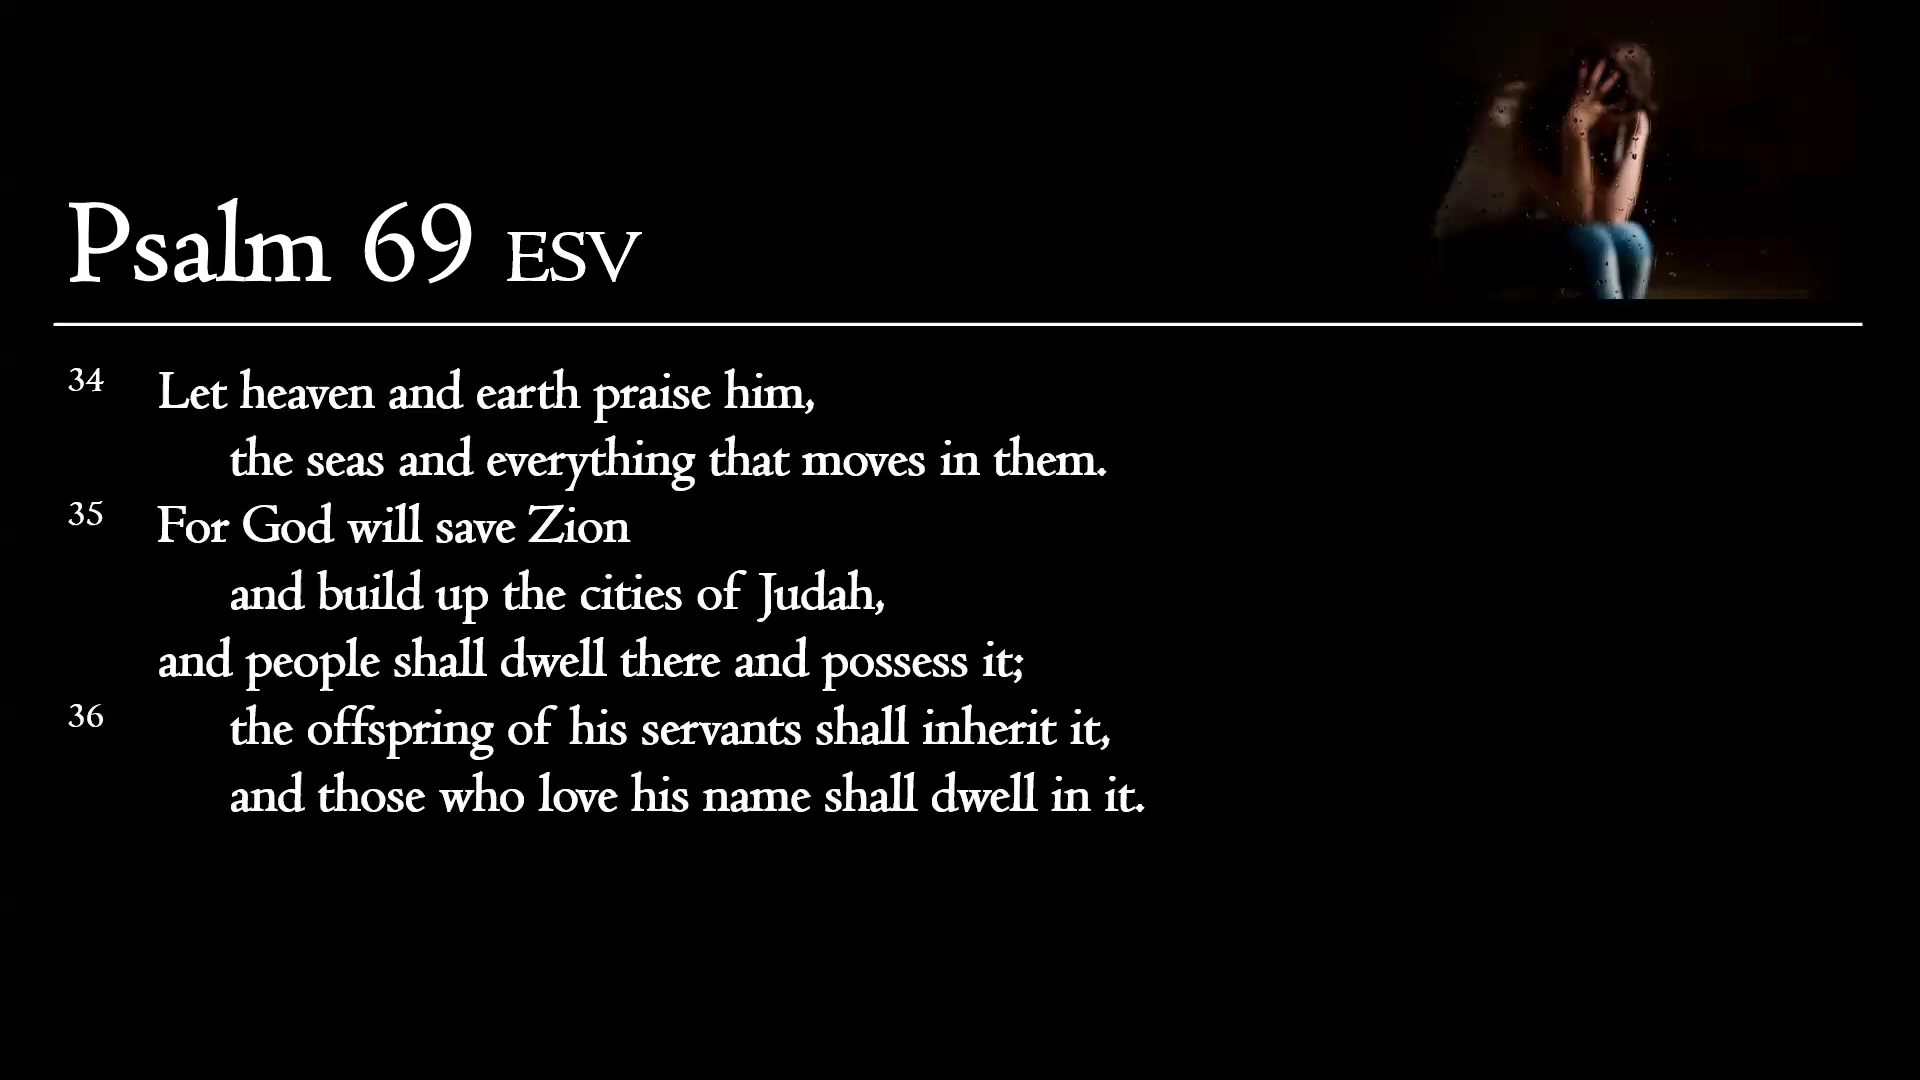 Psalm 69 ESV
34 Let heaven and earth praise him,
the seas and everything that moves in them.
35 For God will save Zion
and build up the cities of Judah,
and people shall dwell there and possess it;
36 the offspring of his servants shall inherit it,
and those who love his name shall dwell in it.